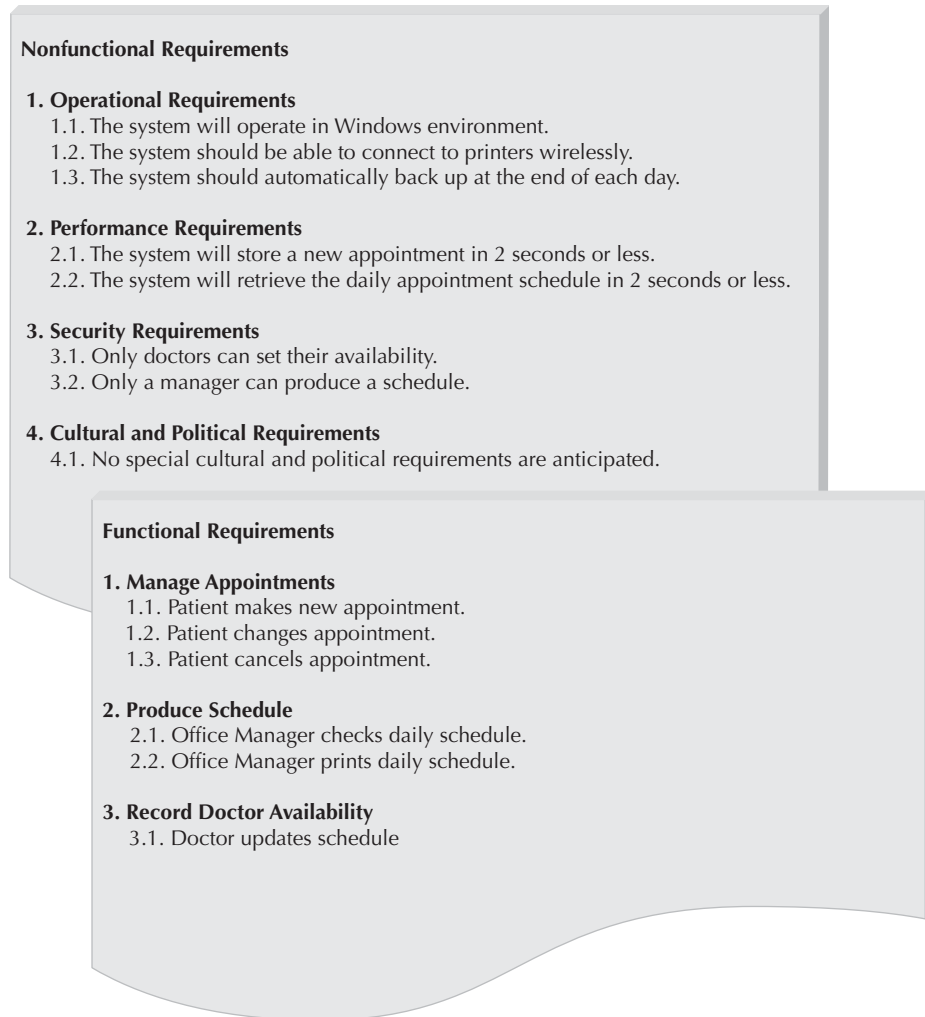 Nonfunctional Requirements
1. Operational Requirements
1.1. The system will operate in Windows environment.
1.2. The system should be able to connect to printers wirelessly.
1.3. The system should automatically back up at the end of each day.
2. Performance Requirements
2.1. The system will store a new appointment in 2 seconds or less.
2.2. The system will retrieve the daily appointment schedule in 2 seconds or less.
3. Security Requirements
3.1. Only doctors can set their availability.
3.2. Only a manager can produce a schedule.
4. Cultural and Political Requirements
4.1. No special cultural and political requirements are anticipated.
Functional Requirements
1. Manage Appointments
1.1. Patient makes new appointment.
1.2. Patient changes appointment.
1.3. Patient cancels appointment.
2. Produce Schedule
2.1. Office Manager checks daily schedule.
2.2. Office Manager prints daily schedule.
3. Record Doctor Availability
3.1. Doctor updates schedule